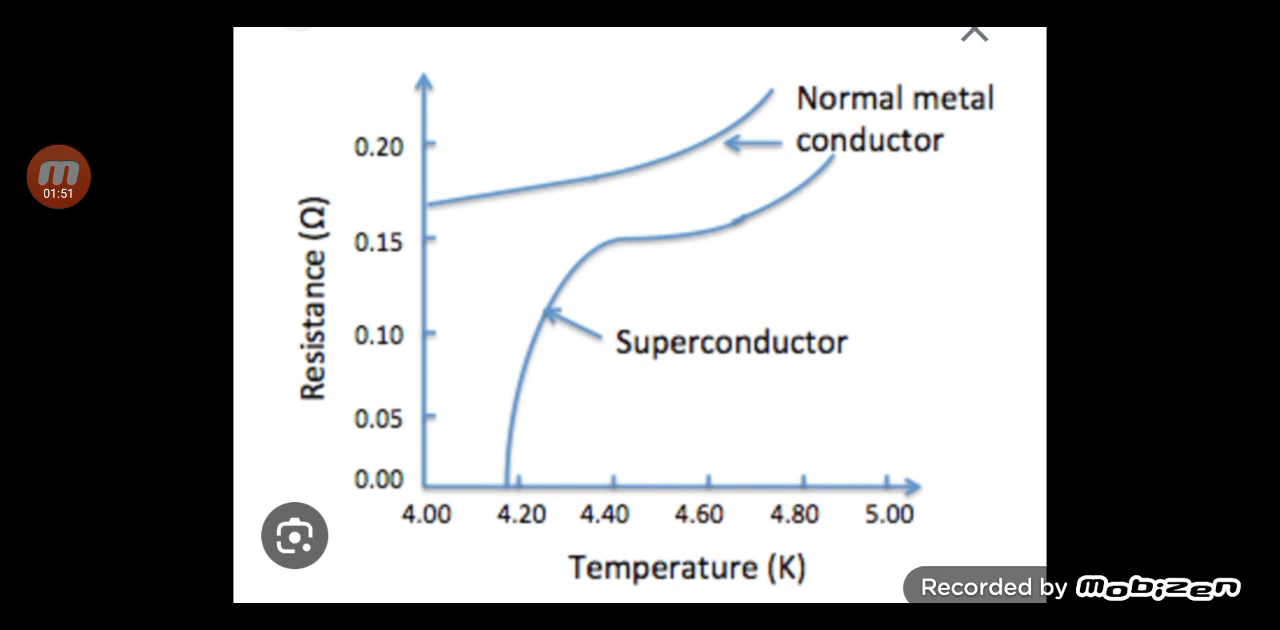 Normal metal
conductor
0.20
01:51
0.15
Resistance (Ω)
0.10
Superconductor
0.05
0.00
4.00 4.20 4.40 4.60 4.80 5.00
Temperature (K)
Recorded by mobizen